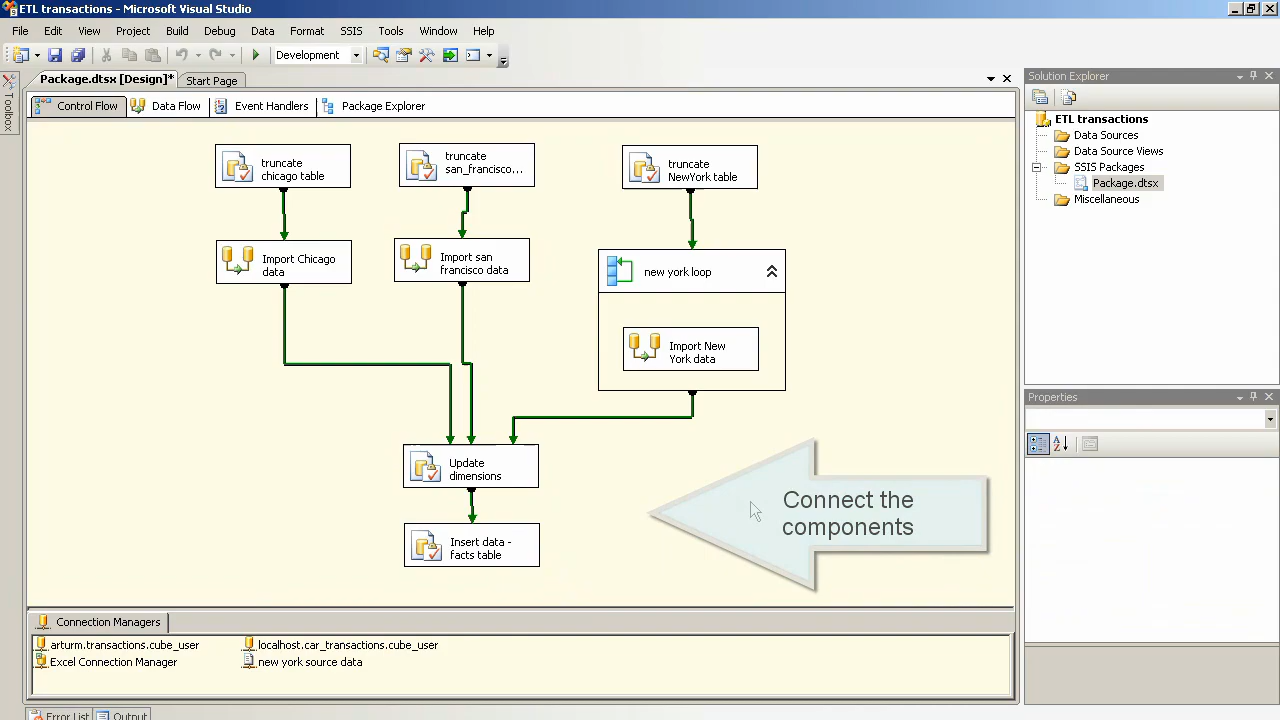 ETL transactions - Microsoft Visual Studio
File Edit View Project Build Debug Data Format SSIS Tools Window Help
Development
Toolbox
Package.dtsx [Design]* Start Page
Control Flow Data Flow Event Handlers Package Explorer
truncate
chicago table
truncate
san_francisco...
truncate
NewYork table
Import Chicago
data
Import san
francisco data
new york loop
Import New
York data
Update
dimensions
Insert data -
facts table
Connect the
components
Connection Managers
arturm.transactions.cube_user
localhost.car_transactions.cube_user
Excel Connection Manager
new york source data
Error List Output
Solution Explorer
ETL transactions
Data Sources
Data Source Views
SSIS Packages
Package.dtsx
Miscellaneous
Properties